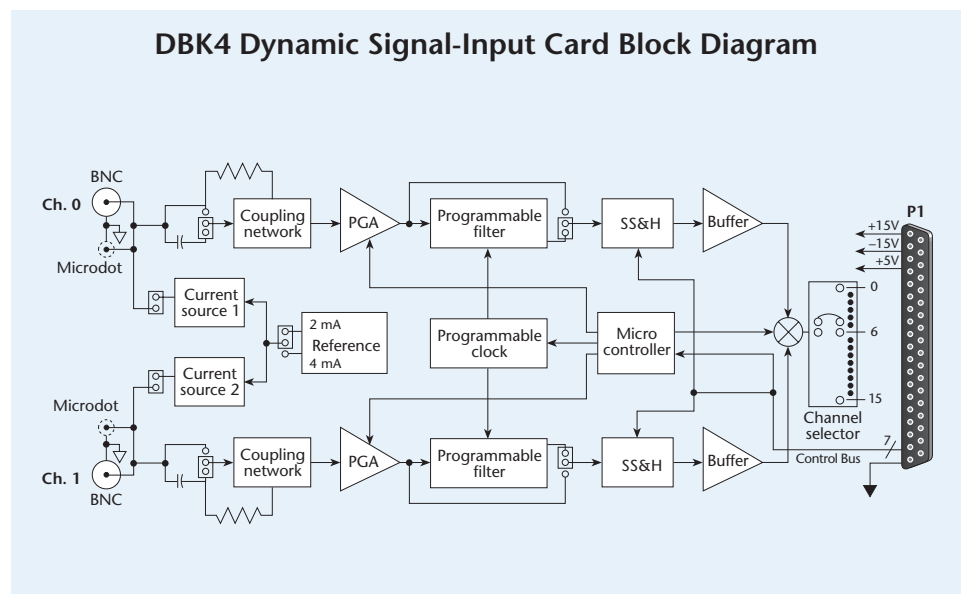 DBK4 Dynamic Signal-Input Card Block Diagram
BNC
Ch. 0
Microdot
Coupling
network
PGA
Programmable
filter
SS&H
Buffer
P1
+15V
–15V
+5V
Current
source 1
2 mA
Reference
4 mA
Programmable
clock
Micro
controller
0
6
15
Current
source 2
Channel
selector
Microdot
Ch. 1
BNC
Coupling
network
PGA
Programmable
filter
SS&H
Buffer
Control Bus
7